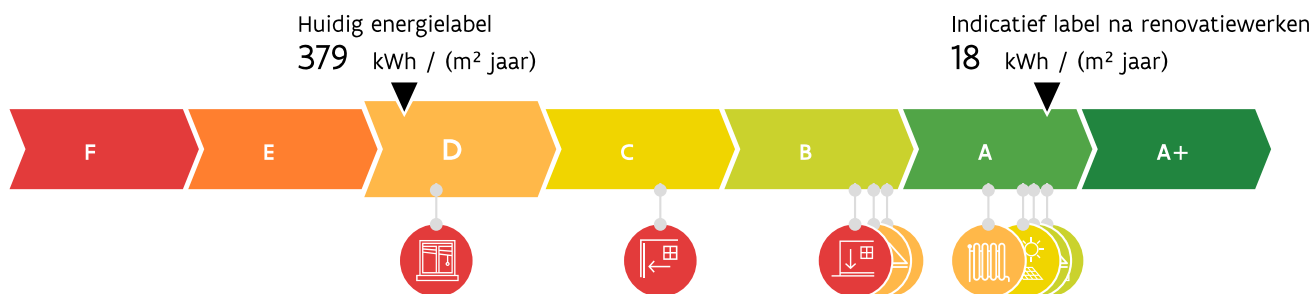 Huidig energielabel
379 kWh / (m² jaar)
Indicatief label na renovatiewerken
18 kWh / (m² jaar)
F E D C B A A+